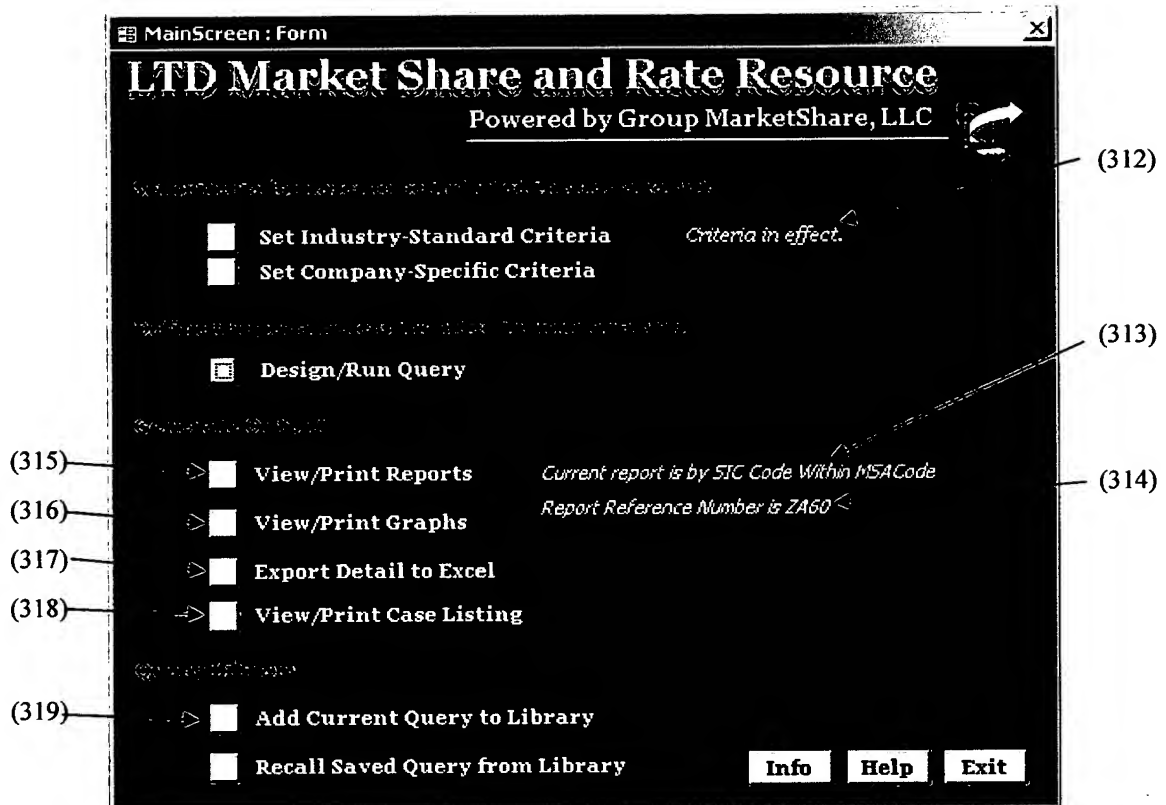 MainScreen : Form
LTD Market Share and Rate Resource
Powered by Group MarketShare, LLC
(312)
Set Industry-Standard Criteria
Criteria in effect.
Set Company-Specific Criteria
(313)
Design/Run Query
(315)
View/Print Reports
Current report is by SIC Code Within MSACode
(314)
Report Reference Number is ZA60
(316)
View/Print Graphs
(317)
Export Detail to Excel
(318)
View/Print Case Listing
(319)
Add Current Query to Library
Recall Saved Query from Library
Info
Help
Exit